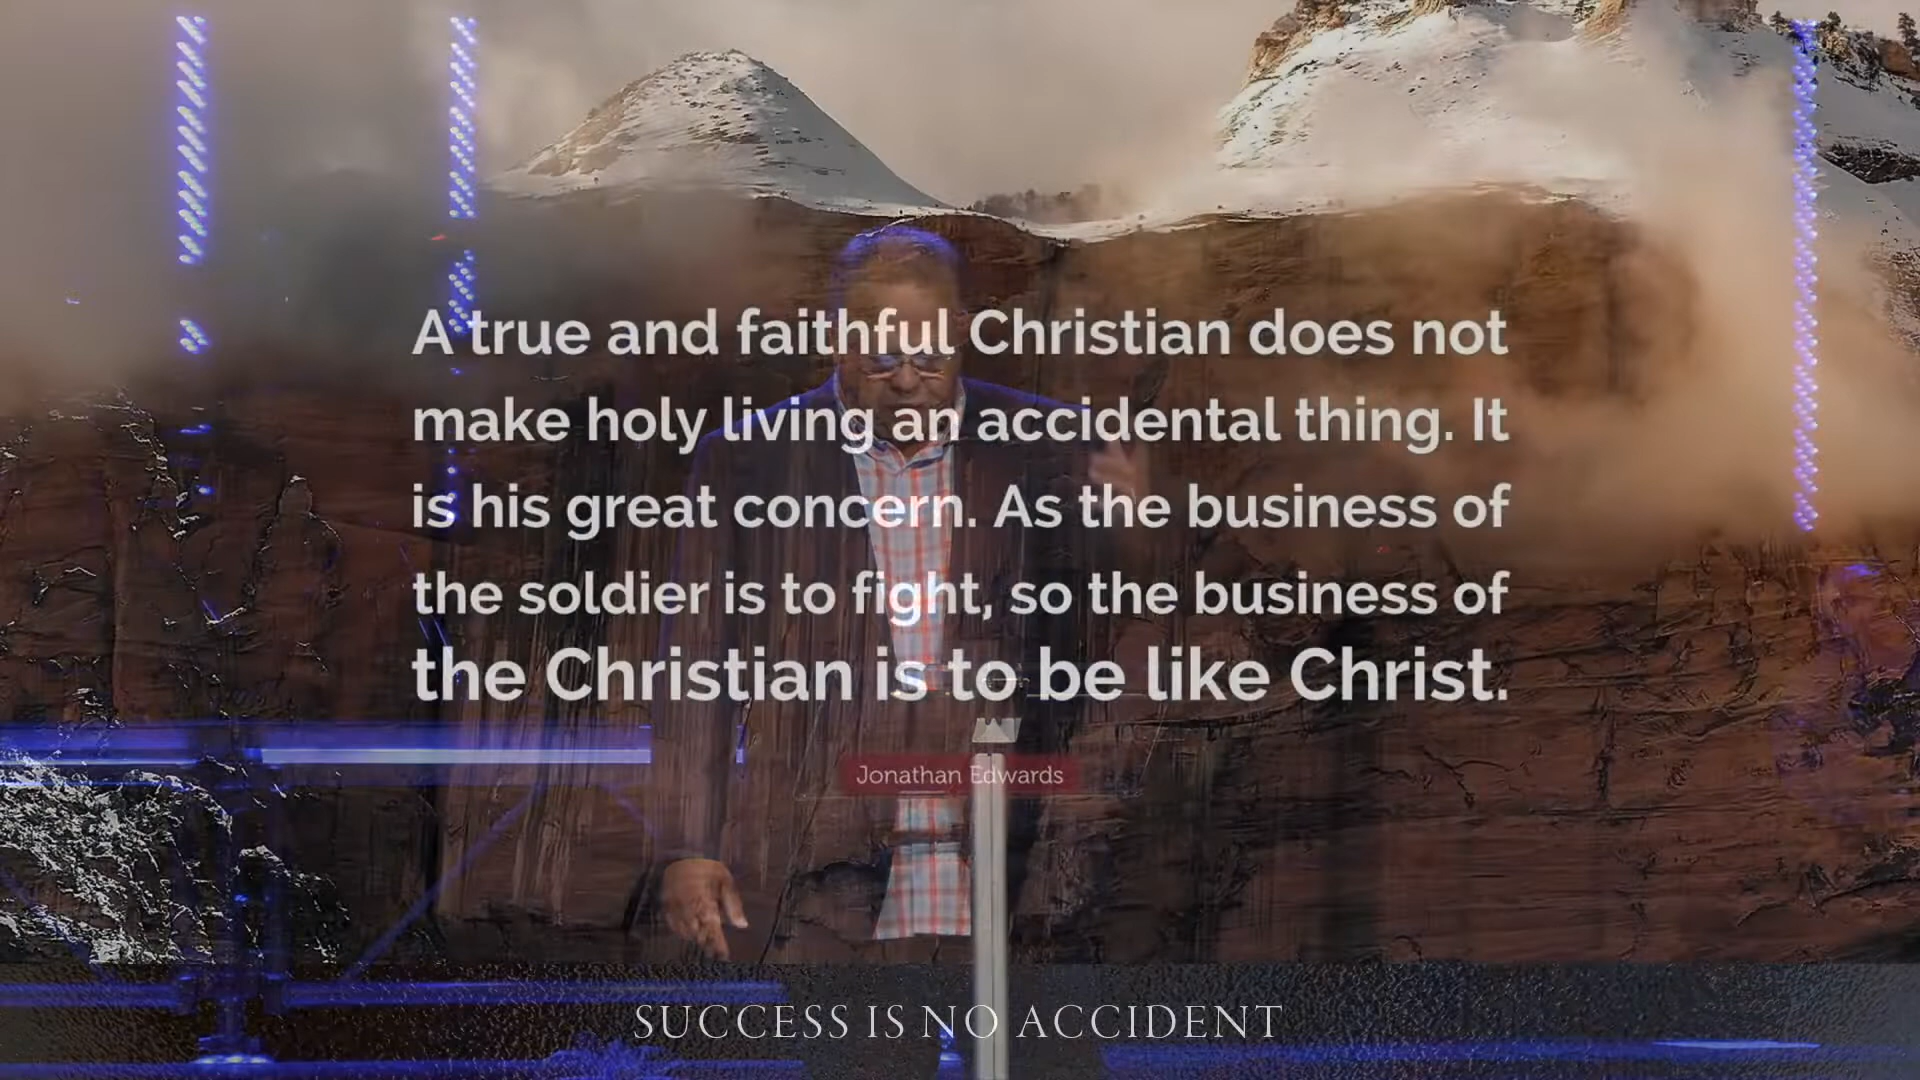 A true and faithful Christian does not
make holy living an accidental thing. It
is his great concern. As the business of
the soldier is to fight, so the business of
the Christian is to be like Christ.
Jonathan Edwards
SUCCESS IS NO ACCIDENT